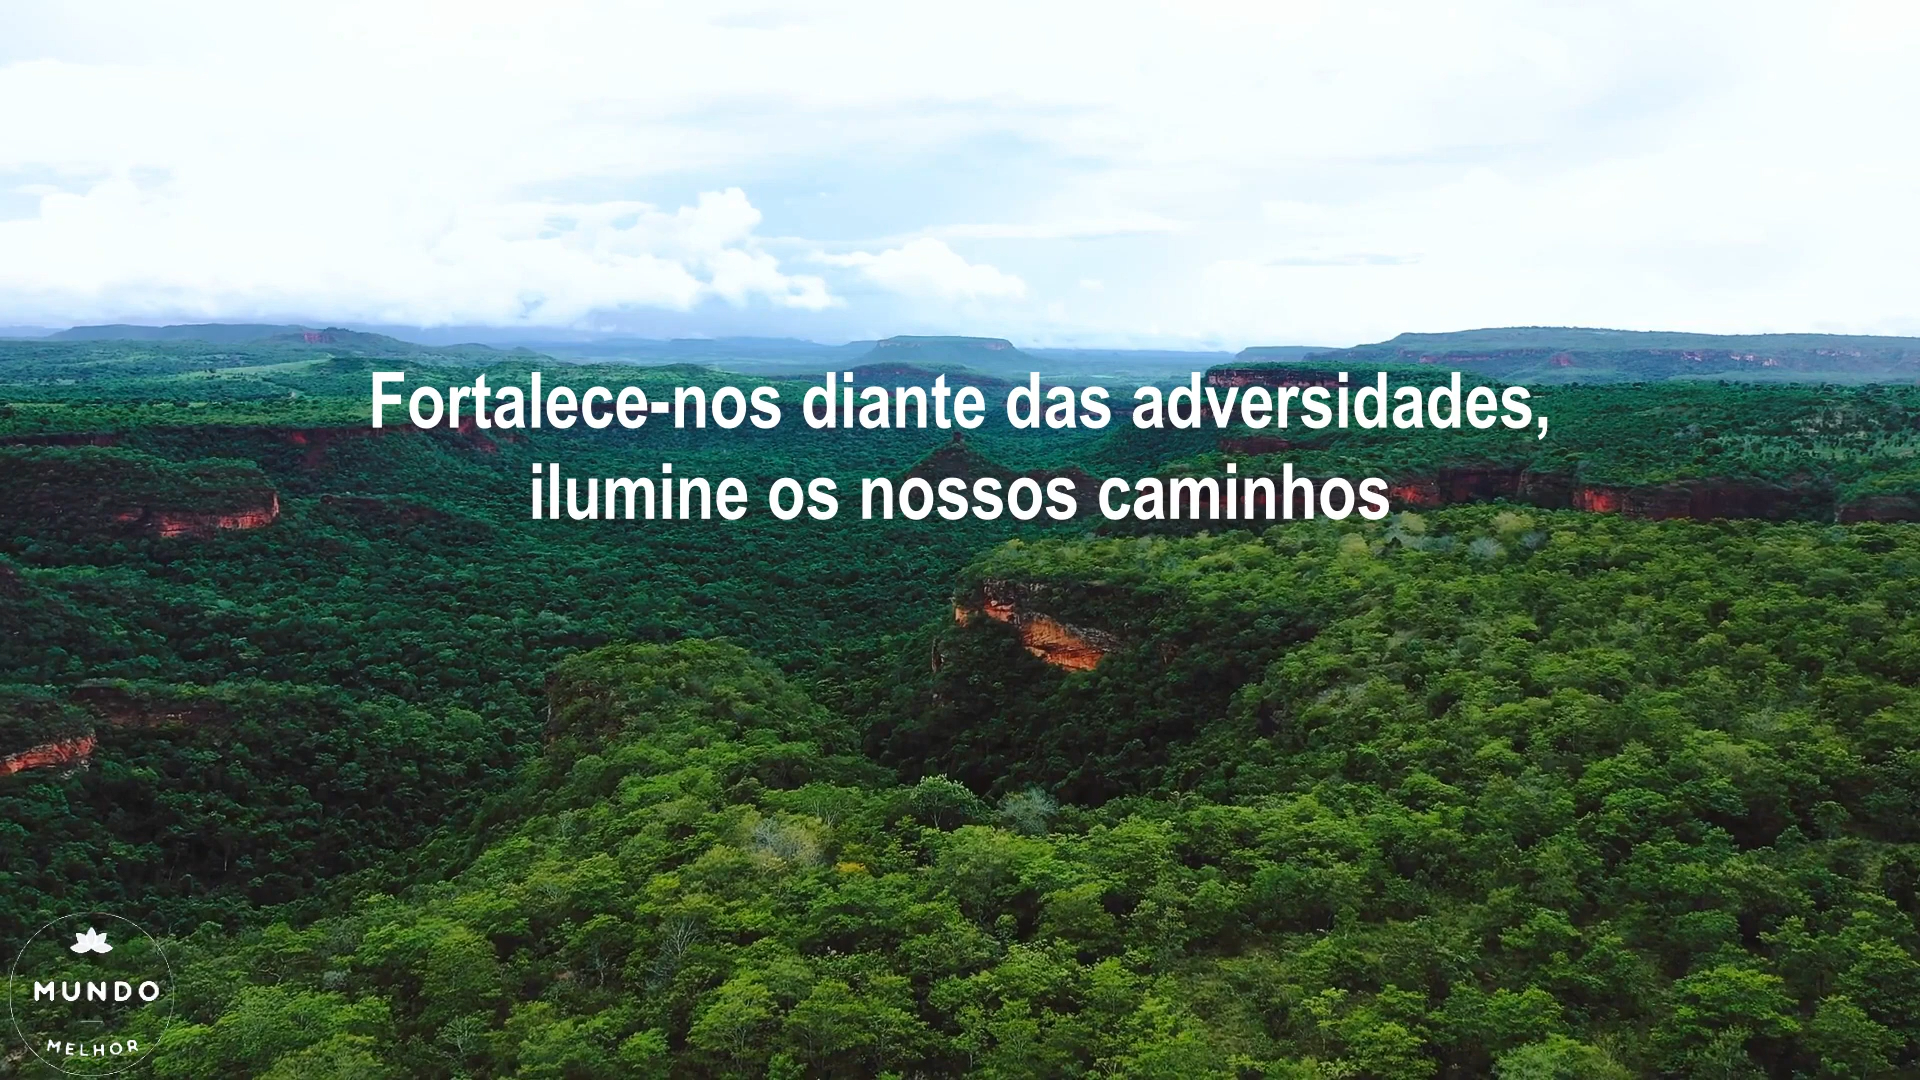 Fortalece-nos diante das adversidades,
ilumine os nossos caminhos
MUNDO
MELHOR